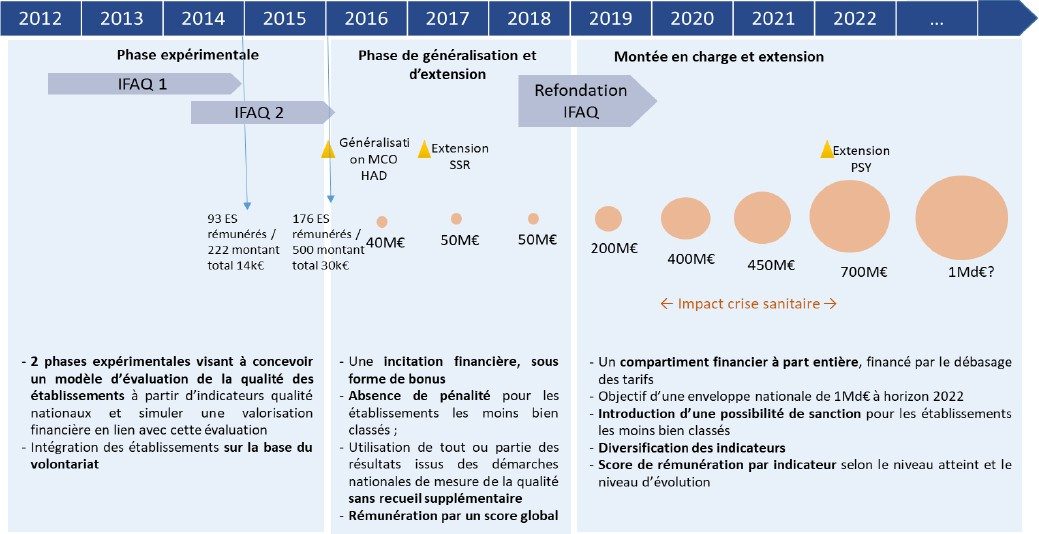 2012 2013 2014 2015 2016 2017 2018 2019 2020 2021 2022 ...
Phase expérimentale
IFAQ 1
IFAQ 2
93 ES
rémunérés /
222 montant
total 14k€
176 ES
rémunérés /
500 montant
total 30k€
- 2 phases expérimentales visant à concevoir
un modèle d'évaluation de la qualité des
établissements à partir d'indicateurs qualité
nationaux et simuler une valorisation
financière en lien avec cette évaluation
- Intégration des établissements sur la base du
volontariat
Phase de généralisation et
d'extension
Généralisati
on MCO
HAD
Extension
SSR
40M€
50M€
50M€
- Une incitation financière, sous
forme de bonus
- Absence de pénalité pour les
établissements les moins bien
classés ;
- Utilisation de tout ou partie des
résultats issus des démarches
nationales de mesure de la qualité
sans recueil supplémentaire
- Rémunération par un score global
Refondation
IFAQ
Montée en charge et extension
Extension
PSY
200M€
400M€
450M€
700M€
1Md€?
← Impact crise sanitaire →
- Un compartiment financier à part entière, financé par le débasage
des tarifs
- Objectif d'une enveloppe nationale de 1Md€ à horizon 2022
- Introduction d'une possibilité de sanction pour les établissements
les moins bien classés
- Diversification des indicateurs
- Score de rémunération par indicateur selon le niveau atteint et le
niveau d'évolution